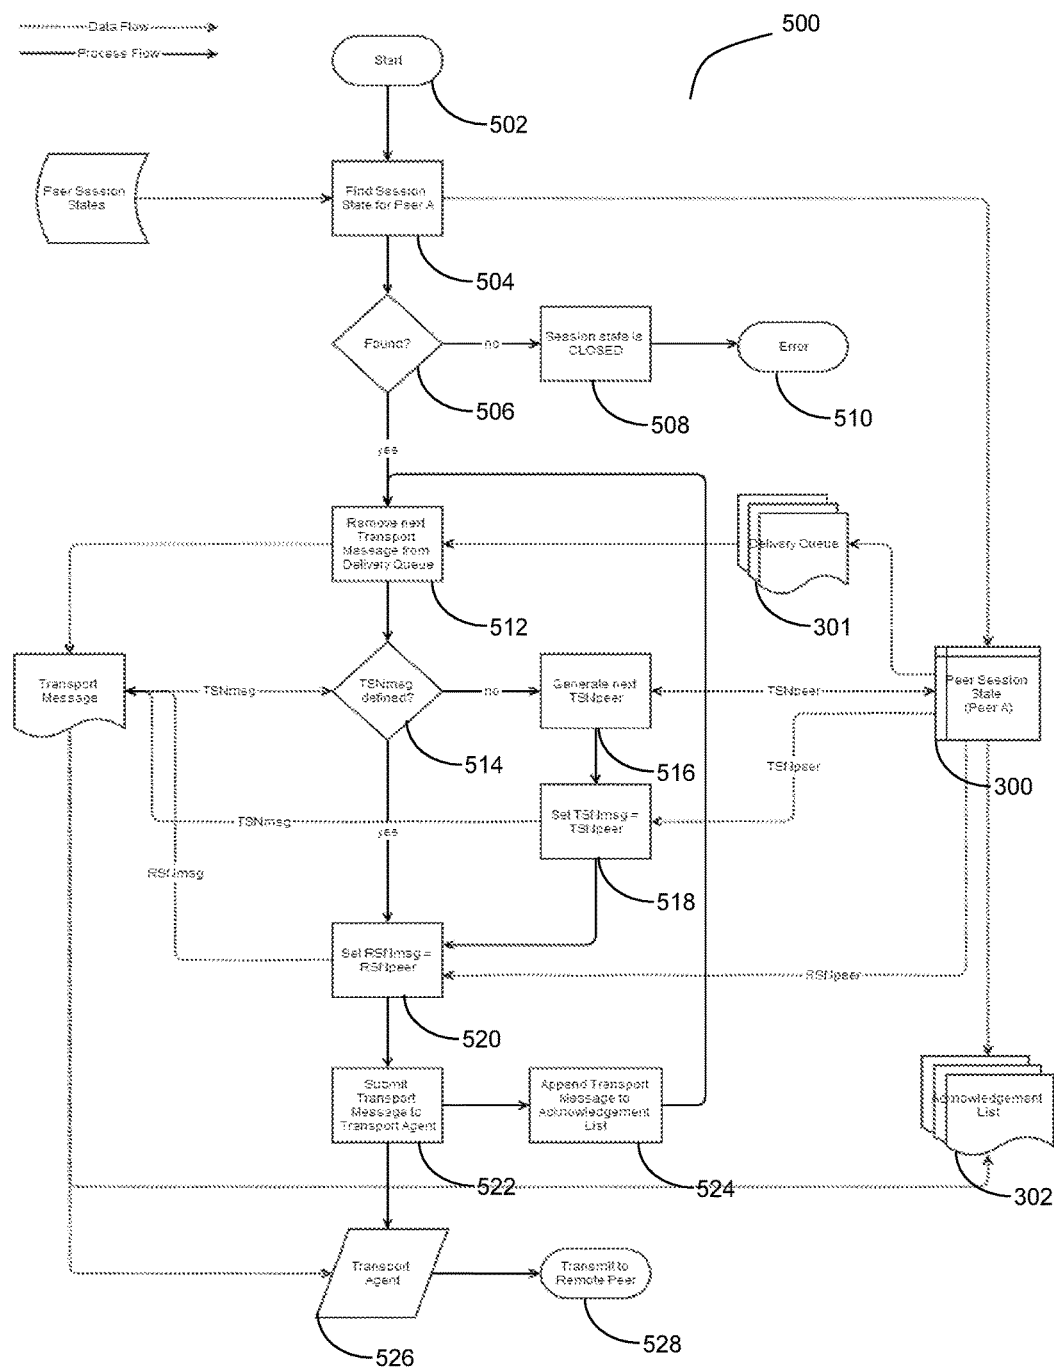 Data Flow
Process Flow
500
Start
502
Peer Session
States
Find Session
State for Peer A
504
Found?
no
Session state is
CLOSED
Error
506
508
510
yes
Remove next
Transport
Message from
Delivery Queue
Delivery Queue
512
301
Transport
Message
TSNmsg
TSNmsg
defined?
no
Generate next
TSNpeer
TSNpeer
Peer Session
State
(Peer A)
514
516
TSNpeer
300
TSNmsg
yes
Set TSNmsg =
TSNpeer
RSNmsg
518
Set RSNmsg =
RSNpeer
RSNpeer
520
Submit
Transport
Message to
Transport Agent
Append Transport
Message to
Acknowledgement
List
Acknowledgement
List
522
524
302
Transport
Agent
Transmit to
Remote Peer
526
528